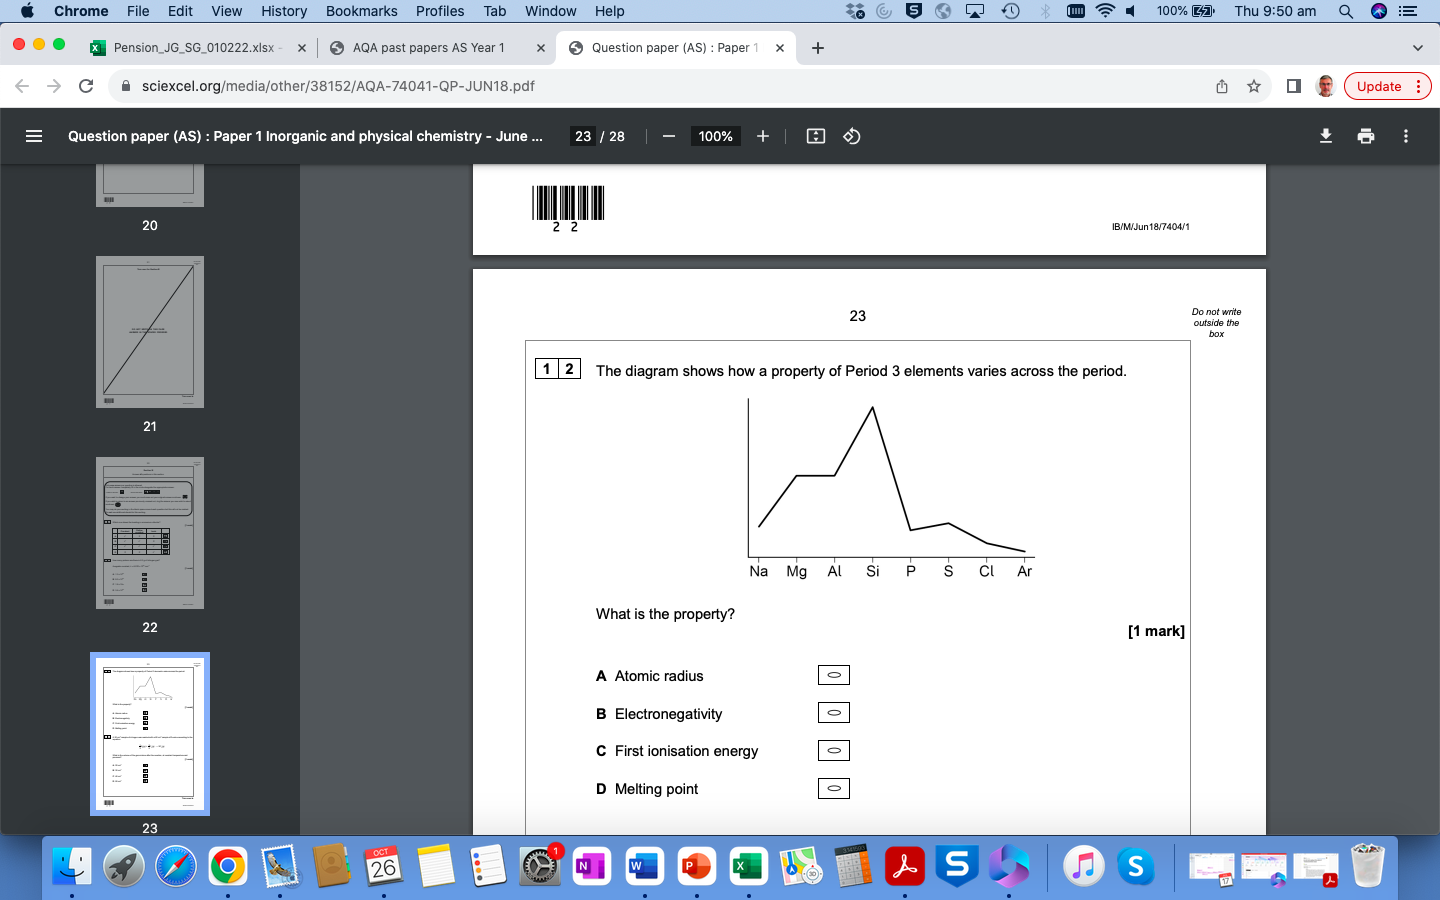 Chrome File Edit View History Bookmarks Profiles Tab Window Help 100% Thu 9:50 am
Pension_JG_SG_010222.xlsx -
AQA past papers AS Year 1
Question paper (AS) : Paper 1
sciexcel.org/media/other/38152/AQA-74041-QP-JUN18.pdf
Update
Question paper (AS) : Paper 1 Inorganic and physical chemistry - June ...
23 / 28
100%
20
21
22
23
2 2
IB/M/Jun18/7404/1
23
Do not write
outside the
box
1 2 The diagram shows how a property of Period 3 elements varies across the period.
Na Mg Al Si P S Cl Ar
What is the property?
[1 mark]
A Atomic radius
B Electronegativity
C First ionisation energy
D Melting point
OCT
26
1
N
W
P
X
S
S
17